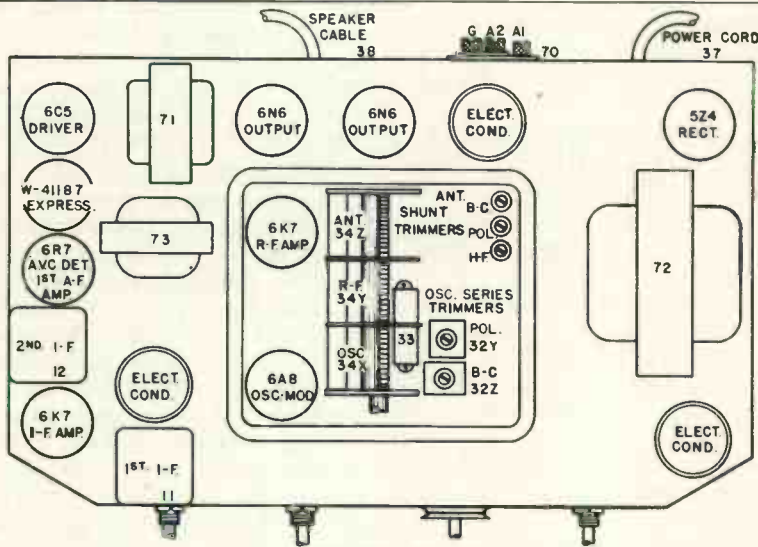 SPEAKER
CABLE
38
G A2 A1
70
POWER CORD
37
6C5
DRIVER
71
6N6
OUTPUT
6N6
OUTPUT
ELECT.
COND.
5Z4
RECT.
W-41187
EXPRESS.
73
6R7
A.V.C. DET
1ST A-F
AMP.
2ND. I-F
12
6K7
I-F. AMP.
ELECT.
COND.
1ST. I-F
11
6K7
R-F. AMP.
6A8
OSC.-MOD.
ANT.
34Z
R-F.
34Y
OSC
34X
33
ANT.
SHUNT
TRIMMERS
B-C
POL.
H-F
OSC. SERIES
TRIMMERS
POL.
32Y
B-C
32Z
72
ELECT.
COND.